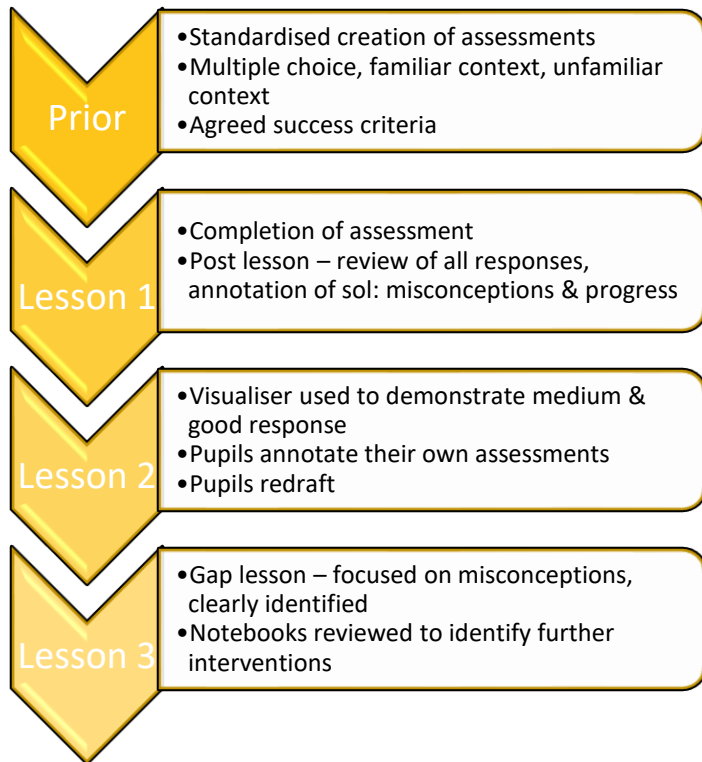 Prior
•Standardised creation of assessments
•Multiple choice, familiar context, unfamiliar
context
•Agreed success criteria
Lesson 1
•Completion of assessment
•Post lesson – review of all responses,
annotation of sol: misconceptions & progress
Lesson 2
•Visualiser used to demonstrate medium &
good response
•Pupils annotate their own assessments
•Pupils redraft
Lesson 3
•Gap lesson – focused on misconceptions,
clearly identified
•Notebooks reviewed to identify further
interventions